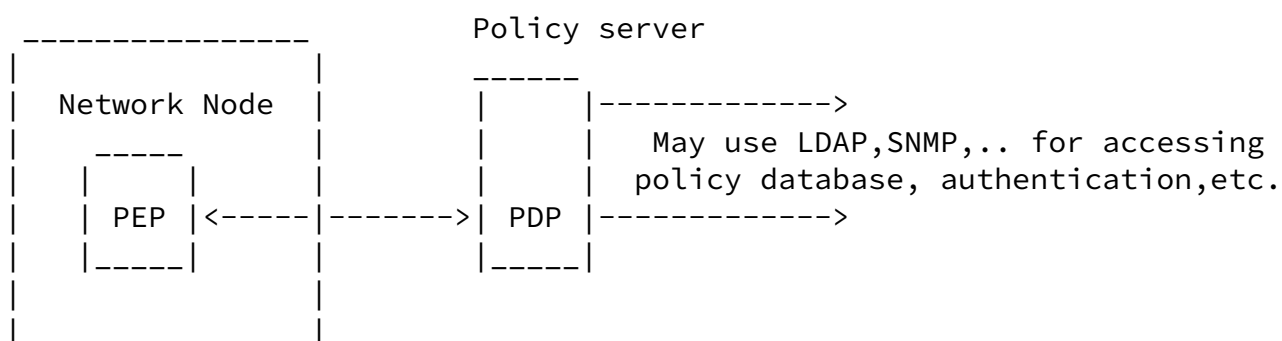 Policy server
Network Node
May use LDAP,SNMP,.. for accessing
policy database, authentication,etc.
PEP
PDP